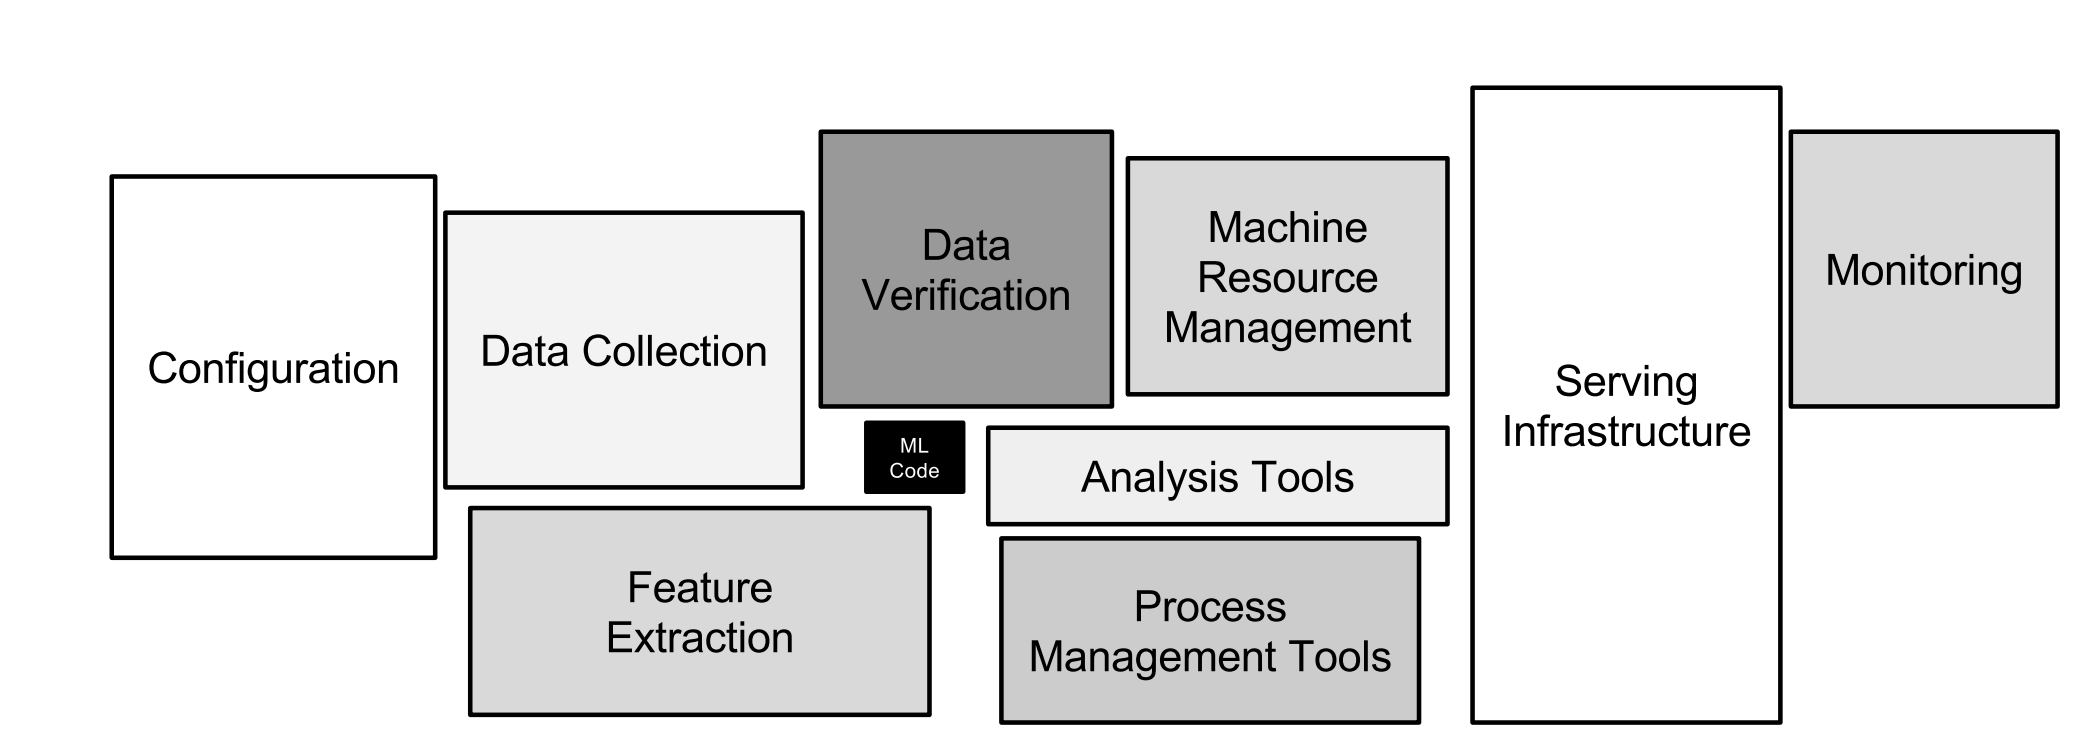 Configuration
Data Collection
Feature
Extraction
Data
Verification
ML
Code
Machine
Resource
Management
Analysis Tools
Process
Management Tools
Serving
Infrastructure
Monitoring